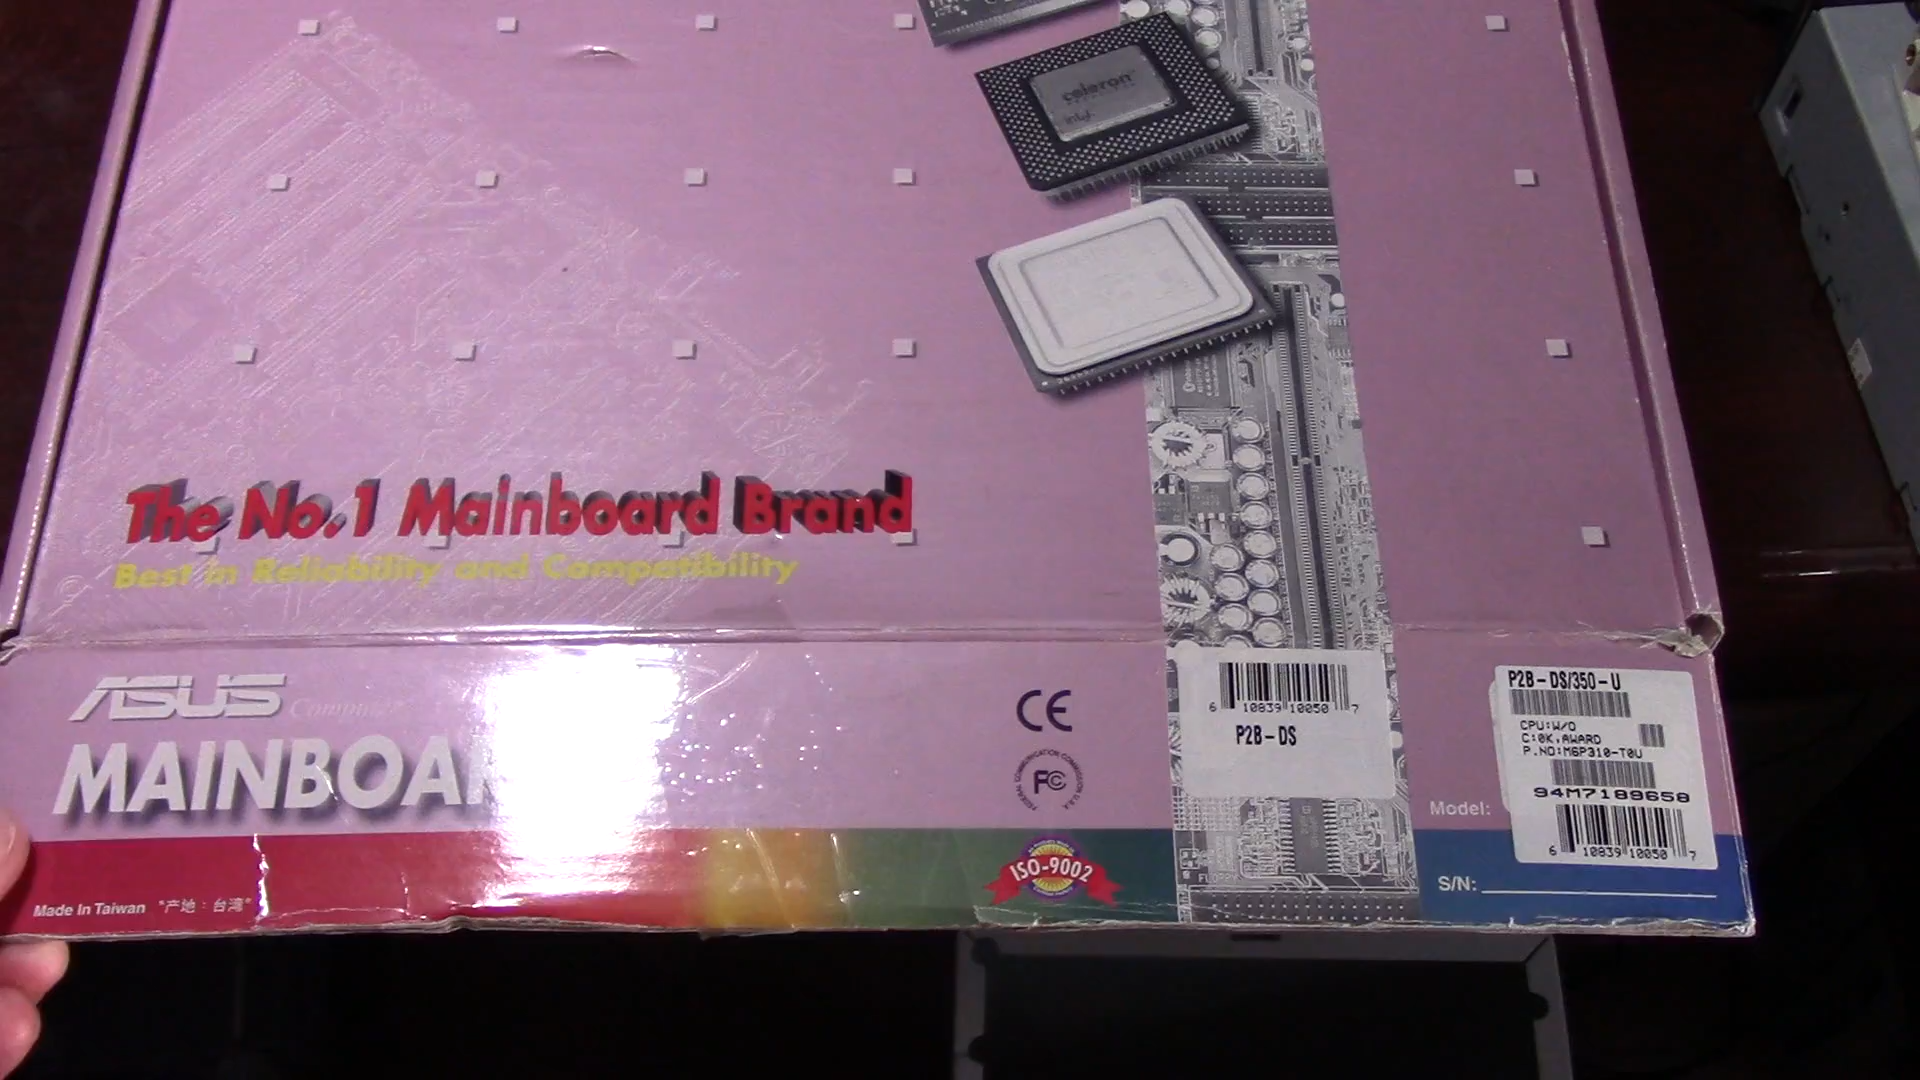 celeron
intel
The No.1 Mainboard Brand
Best in Reliability and Compatibility
ASUS Computer
MAINBOA
CE
FC
ISO-9002
Made In Taiwan "产地：台湾"
6 10839 10050 7
P2B-DS
P2B-DS/350-U
CPU:W/O
C:0K,AWARD
P.NO:M6P310-T0U
94M7189658
6 10839 10050 7
Model:
S/N: